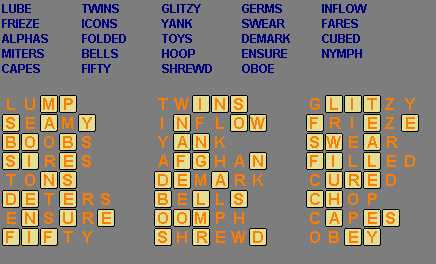 LUBE TWINS GLITZY GERMS INFLOW
FRIEZE ICONS YANK SWEAR FARES
ALPHAS FOLDED TOYS DEMARK CUBED
MITERS BELLS HOOP ENSURE NYMPH
CAPES FIFTY SHREWD OBOE
LUMP TWINS GLITZY
SEAMY INFLOW FRIEZE
BOOBS YANK SWEAR
SIRES AFGHAN FILLED
TONS DEMARK CURED
DETERS BELLS CHOP
ENSURE OOMPH CAPES
FIFTY SHREWD OBEY